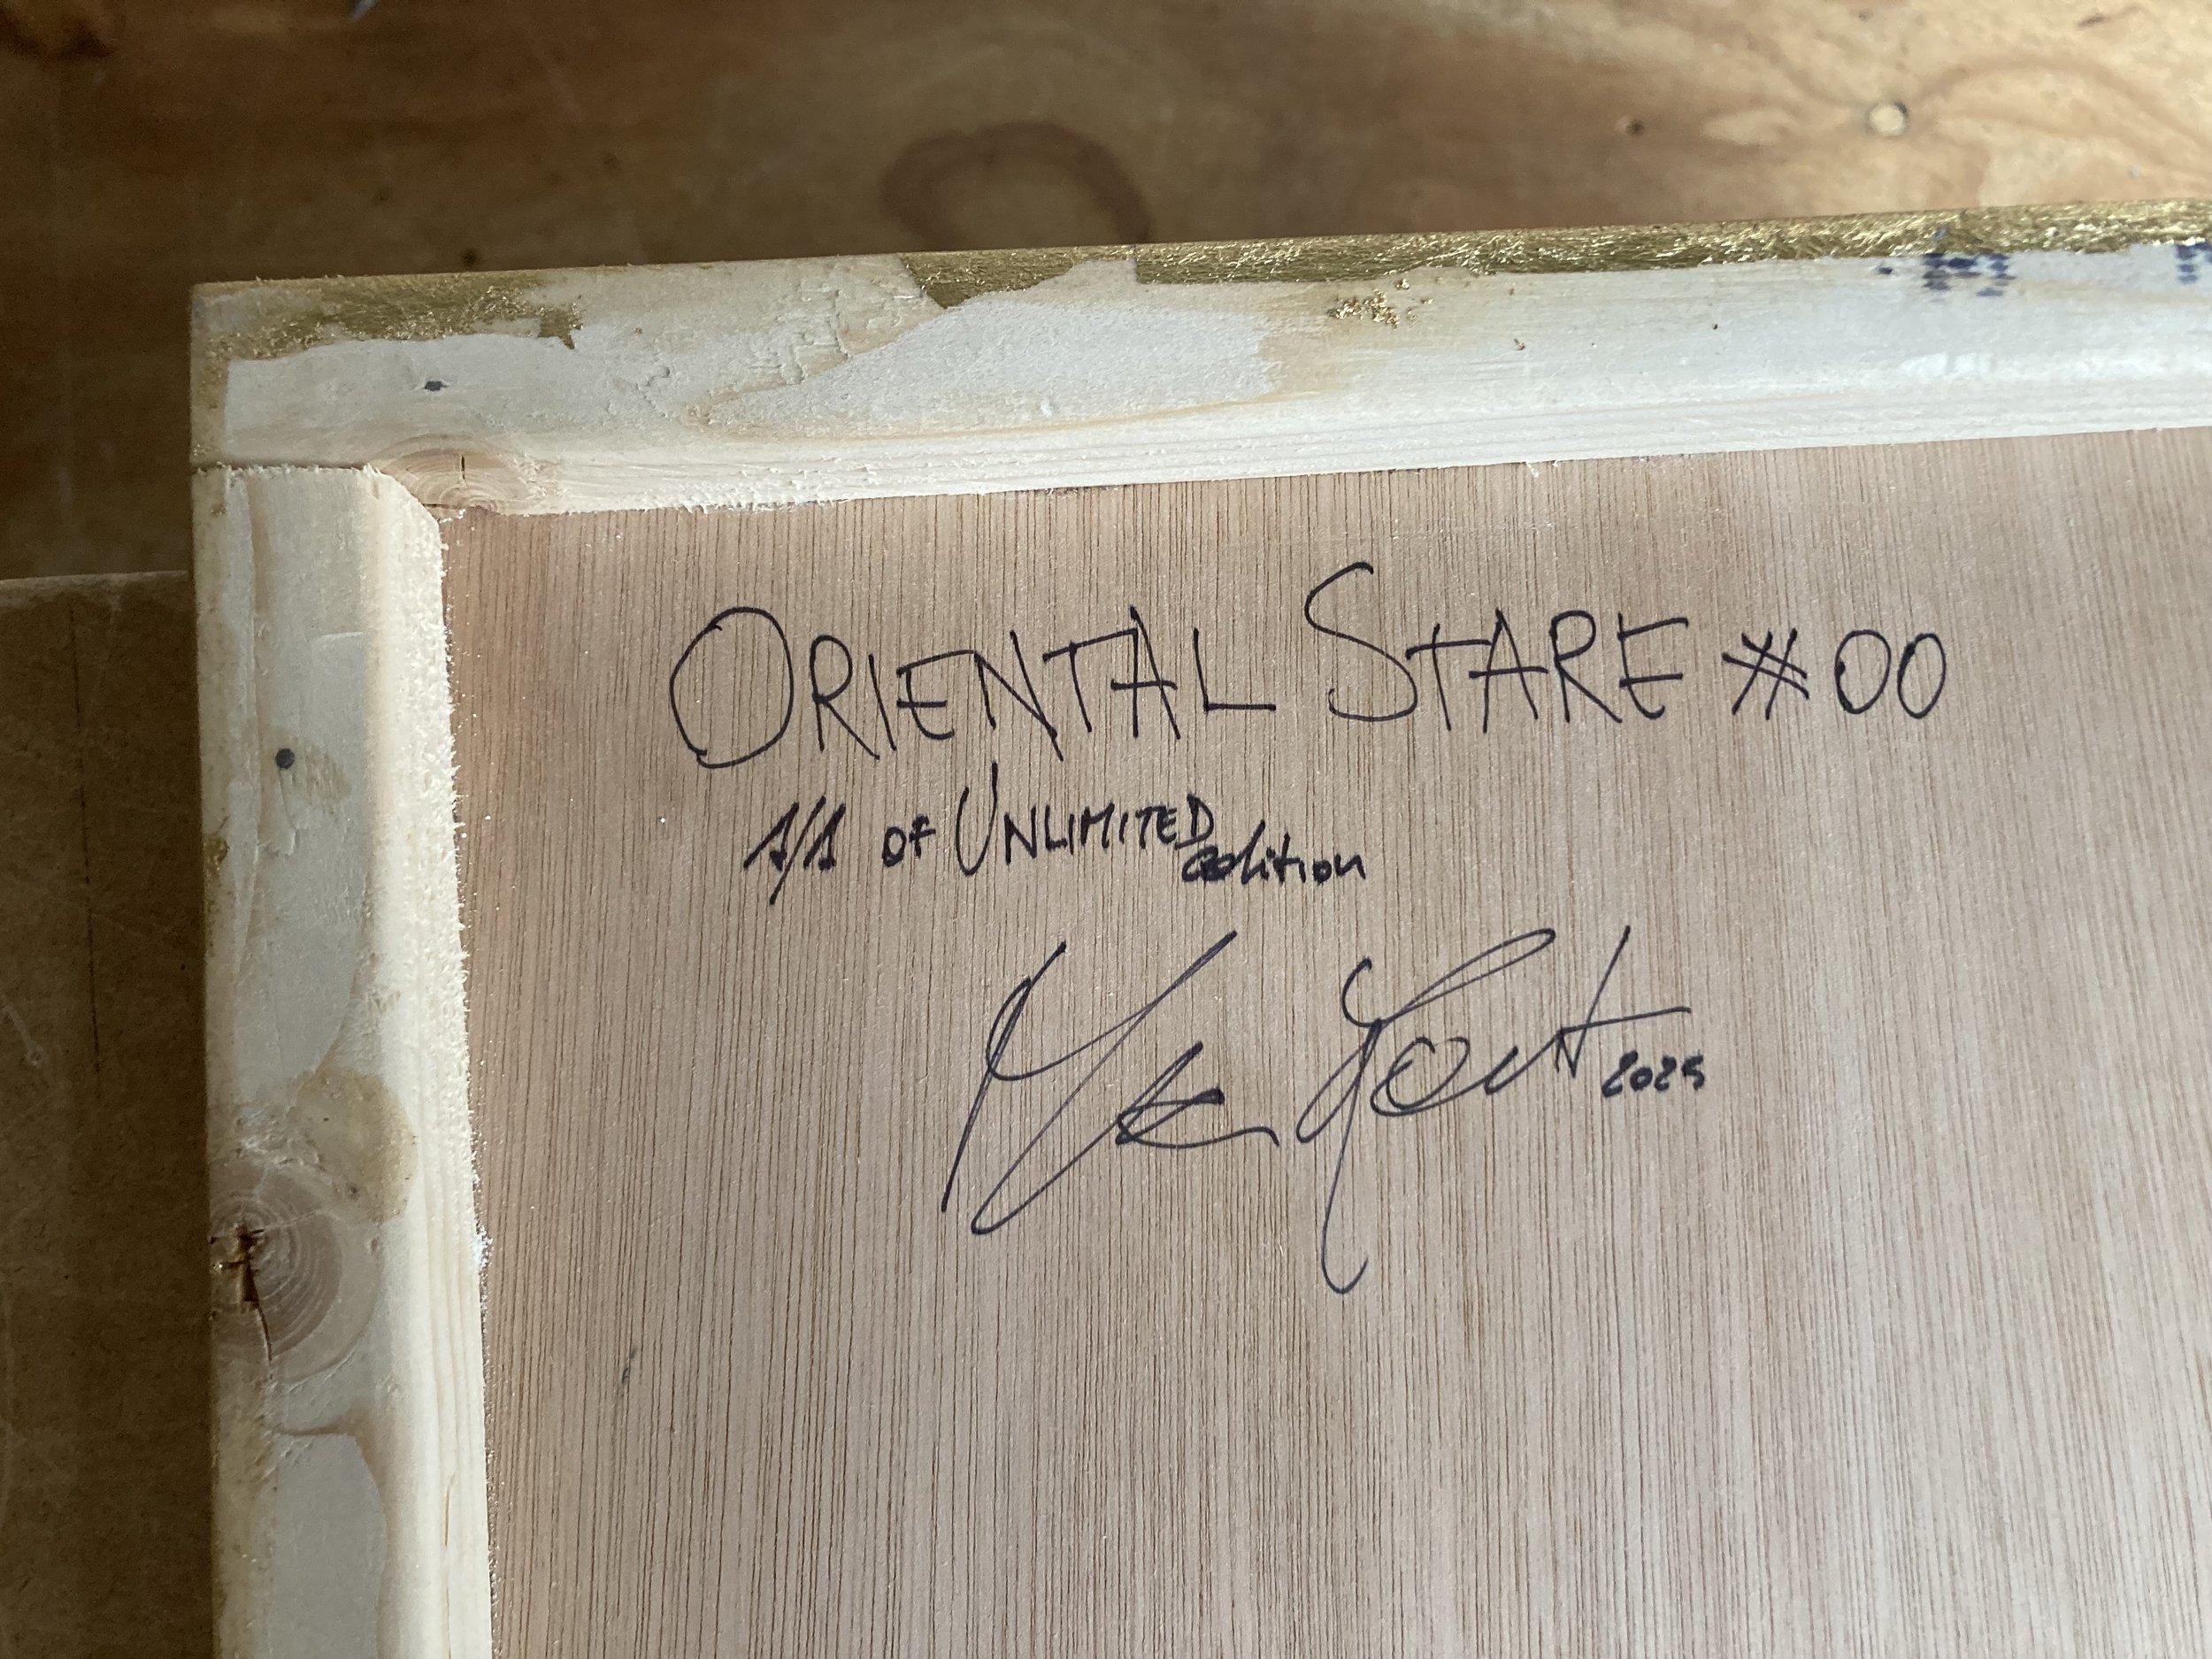 ORIENTAL STARE #00
1/1 OF UNLIMITED edition
2025